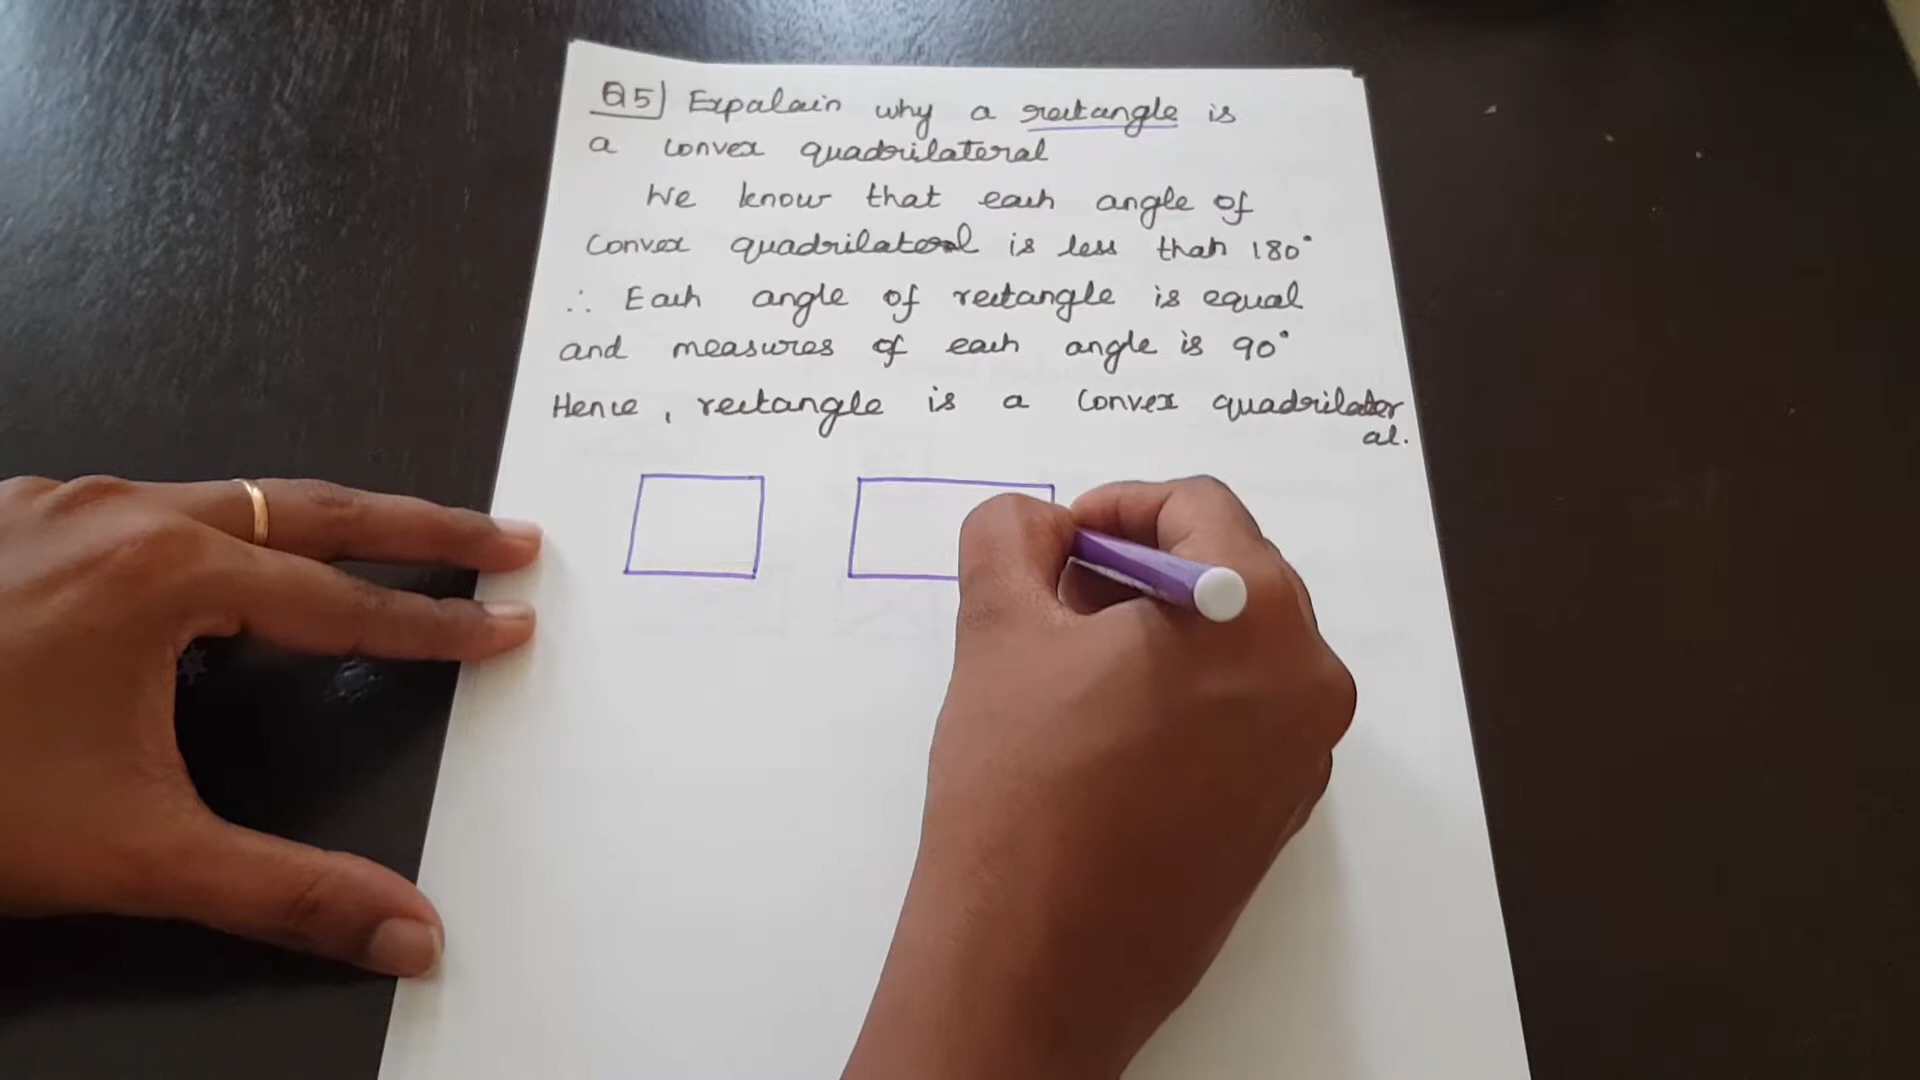 Q5) Expalain why a rectangle is
a convex quadrilateral
We know that each angle of
convex quadrilateral is less than 180°
∴ Each angle of rectangle is equal
and measures of each angle is 90°
Hence, rectangle is a convex quadrilater
al.